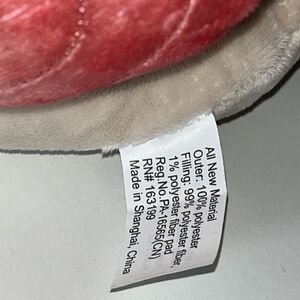 All New Material
Outer: 100% polyester
Filling: 99% polyester fiber,
1% polyester fiber pad
Reg.No.PA-16565(CN)
RN# 163199
Made in Shanghai, China